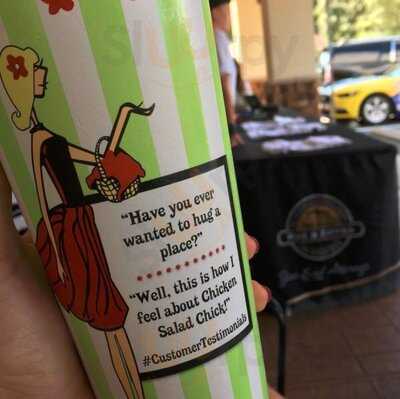 "Have you ever
wanted to hug a
place?"
"Well, this is how I
feel about Chicken
Salad Chick!"
#CustomerTestimonials